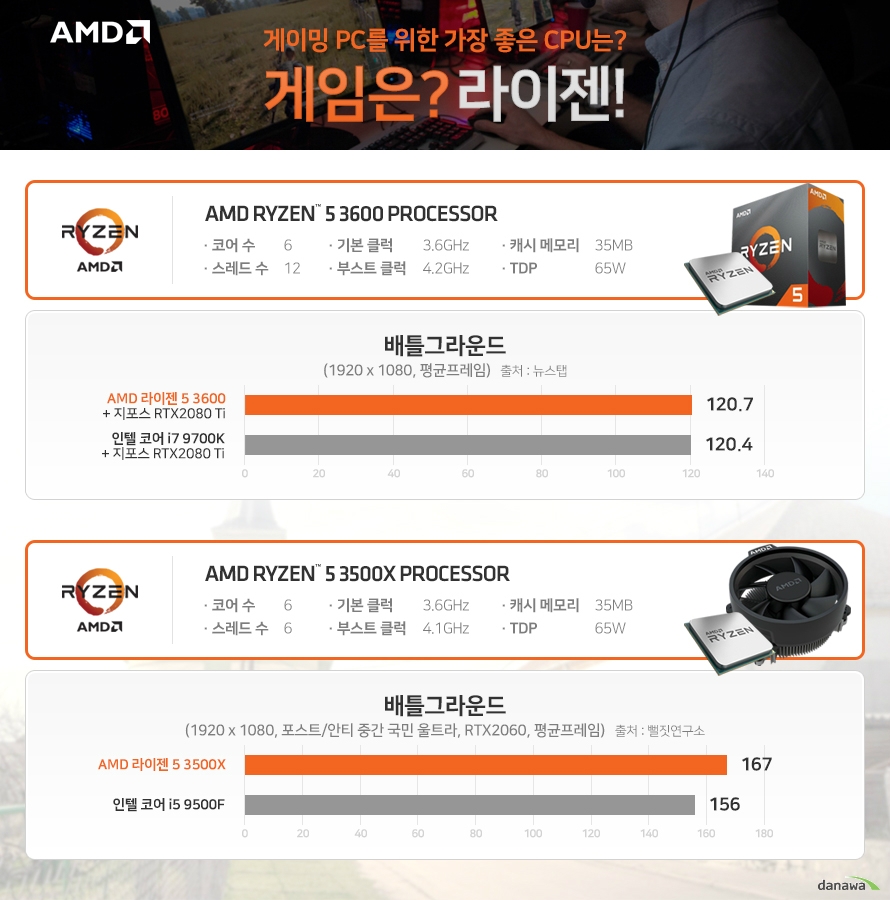 AMD
게이밍 PC를 위한 가장 좋은 CPU는?
게임은? 라이젠!
RYZEN
AMD
AMD RYZEN™ 5 3600 PROCESSOR
· 코어 수 6 · 기본 클럭 3.6GHz · 캐시 메모리 35MB
· 스레드 수 12 · 부스트 클럭 4.2GHz · TDP 65W
AMD
RYZEN
5
AMD
RYZEN
배틀그라운드
(1920 x 1080, 평균프레임) 출처 : 뉴스탭
AMD 라이젠 5 3600
+ 지포스 RTX2080 Ti
120.7
인텔 코어 i7 9700K
+ 지포스 RTX2080 Ti
120.4
0 20 40 60 80 100 120 140
RYZEN
AMD
AMD RYZEN™ 5 3500X PROCESSOR
· 코어 수 6 · 기본 클럭 3.6GHz · 캐시 메모리 35MB
· 스레드 수 6 · 부스트 클럭 4.1GHz · TDP 65W
AMD
AMD
AMD
RYZEN
배틀그라운드
(1920 x 1080, 포스트/안티 중간 국민 울트라, RTX2060, 평균프레임) 출처 : 뻘짓연구소
AMD 라이젠 5 3500X 167
인텔 코어 i5 9500F 156
0 20 40 60 80 100 120 140 160 180
danawa